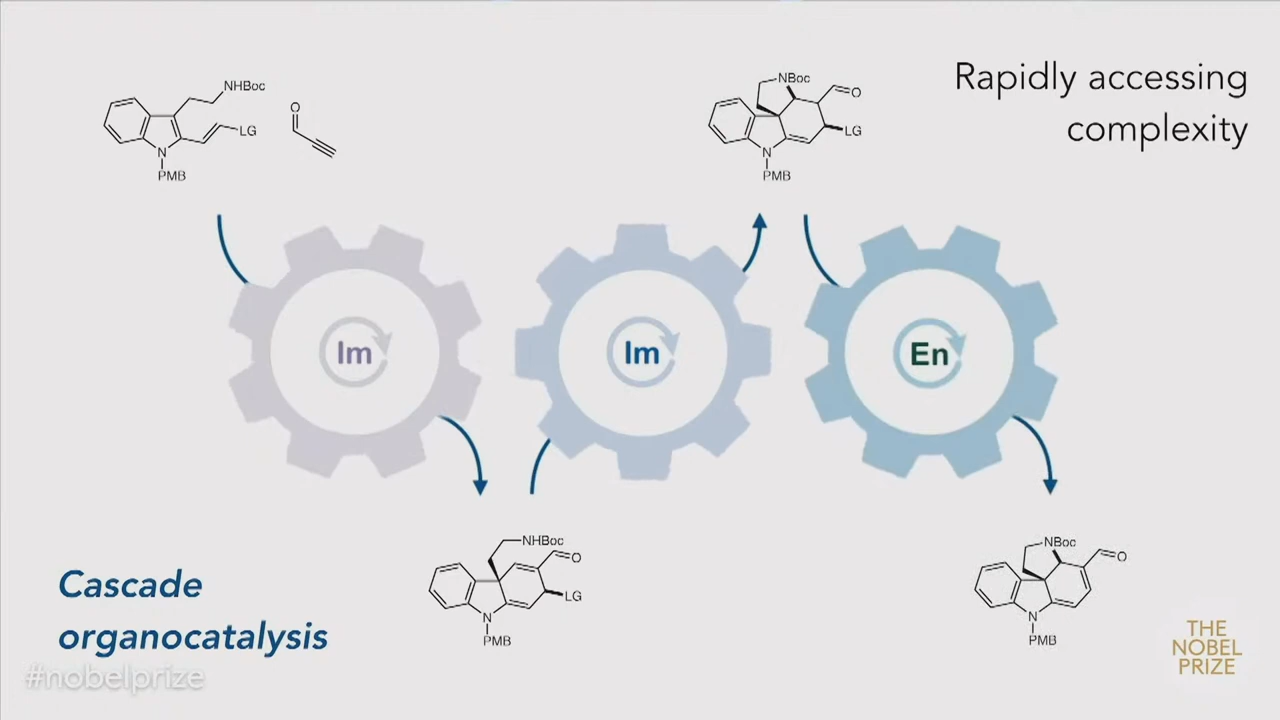 Rapidly accessing
complexity
NHBoc
O
LG
N
PMB
NBoc
O
LG
N
PMB
Im
Im
En
NHBoc
O
LG
N
PMB
NBoc
O
N
PMB
Cascade
organocatalysis
#nobelprize
THE
NOBEL
PRIZE